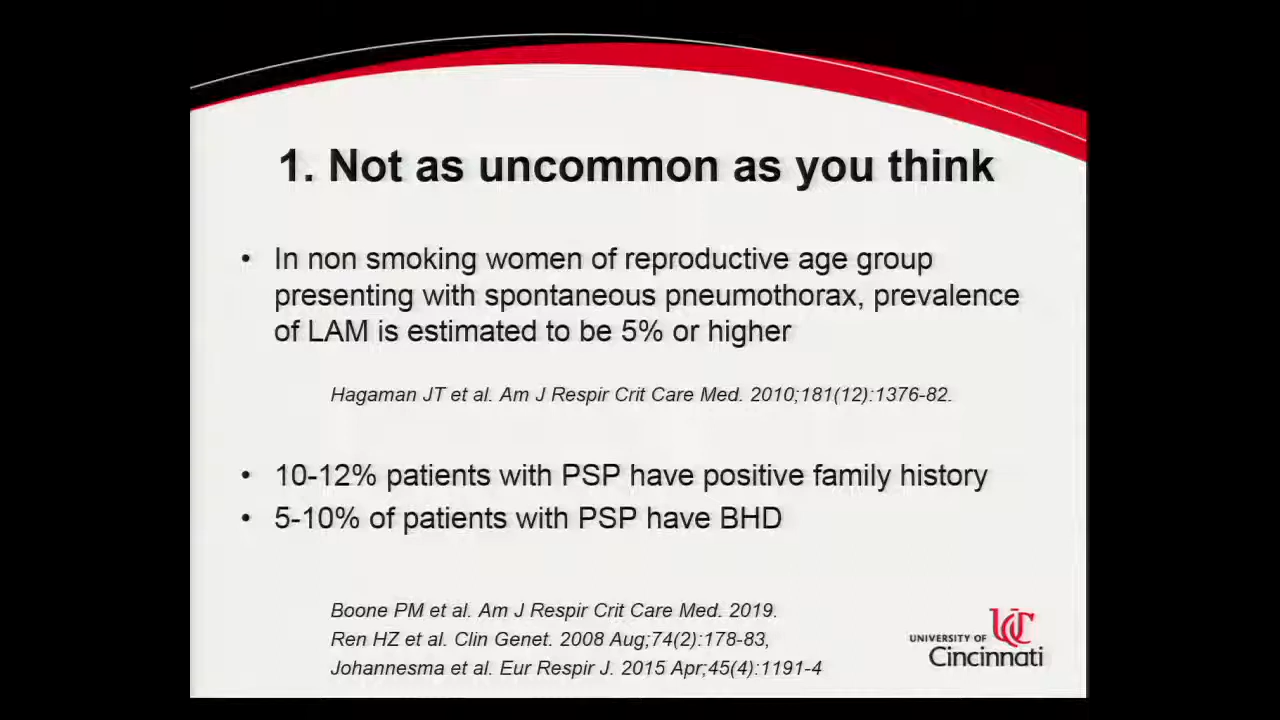 1. Not as uncommon as you think
• In non smoking women of reproductive age group
presenting with spontaneous pneumothorax, prevalence
of LAM is estimated to be 5% or higher
Hagaman JT et al. Am J Respir Crit Care Med. 2010;181(12):1376-82.
• 10-12% patients with PSP have positive family history
• 5-10% of patients with PSP have BHD
Boone PM et al. Am J Respir Crit Care Med. 2019.
Ren HZ et al. Clin Genet. 2008 Aug;74(2):178-83,
Johannesma et al. Eur Respir J. 2015 Apr;45(4):1191-4
UC
UNIVERSITY OF
Cincinnati